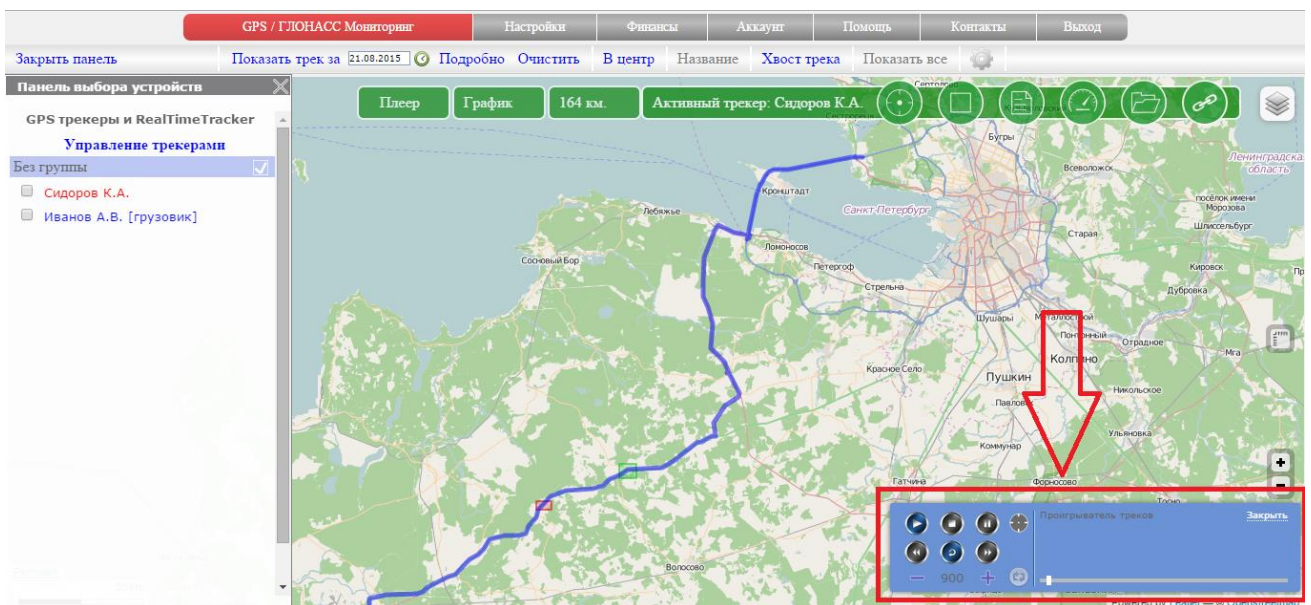 GPS / ГЛОНАСС Мониторинг Настройки Финансы Аккаунт Помощь Контакты Выход
Закрыть панель Показать трек за 21.08.2015 Подробно Очистить В центр Название Хвост трека Показать все
Панель выбора устройств
GPS трекеры и RealTimeTracker
Управление трекерами
Без группы
Сидоров К.А.
Иванов А.В. [грузовик]
Плеер График 164 км. Активный трекер: Сидоров К.А.
Сертолово
Сестрорецк
Бугры
Всеволожск
Ленинградска
область
Кронштадт
посёлок имени
Морозова
Лебяжье
Санкт-Петербург
Шлиссельбург
Старая
Ломоносов
Сосновый Бор
Петергоф
Кировск
Пр
Стрельна
Дубровка
Шушары
Металлострой
Понтонный
Отрадное
Колпино
Мга
Красное Село
Пушкин
Никольское
Павловск
Ульяновка
Коммунар
Гатчина
Форносово
Тосно
Волосово
Проигрыватель треков Закрыть
− 900 +